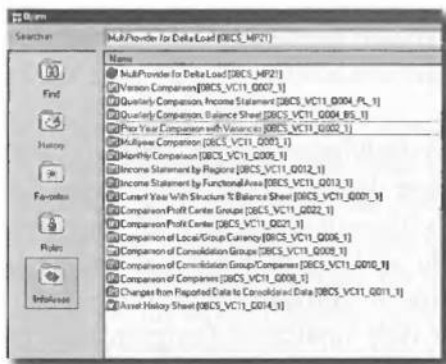 Open
Search in
MultiProvider for Delta Load [0BCS_MP21]
Find
History
Favorites
Roles
InfoAreas
Name
MultiProvider for Delta Load [0BCS_MP21]
Version Comparison [0BCS_VC11_Q007_1]
Quarterly Comparison, Income Statement [0BCS_VC11_Q004_PL_1]
Quarterly Comparison, Balance Sheet [0BCS_VC11_Q004_BS_1]
Prior Year Comparison with Variances [0BCS_VC11_Q002_1]
Multiyear Comparison [0BCS_VC11_Q003_1]
Monthly Comparison [0BCS_VC11_Q005_1]
Income Statement by Regions [0BCS_VC11_Q012_1]
Income Statement by Functional Area [0BCS_VC11_Q013_1]
Current Year With Structure % Balance Sheet [0BCS_VC11_Q001_1]
Comparison Profit Center Groups [0BCS_VC11_Q022_1]
Comparison Profit Center [0BCS_VC11_Q021_1]
Comparison of Local/Group Currency [0BCS_VC11_Q006_1]
Comparison of Consolidation Groups [0BCS_VC11_Q009_1]
Comparison of Consolidation Group/Companies [0BCS_VC11_Q010_1]
Comparison of Companies [0BCS_VC11_Q008_1]
Changes from Reported Data to Consolidated Data [0BCS_VC11_Q011_1]
Asset History Sheet [0BCS_VC11_Q014_1]